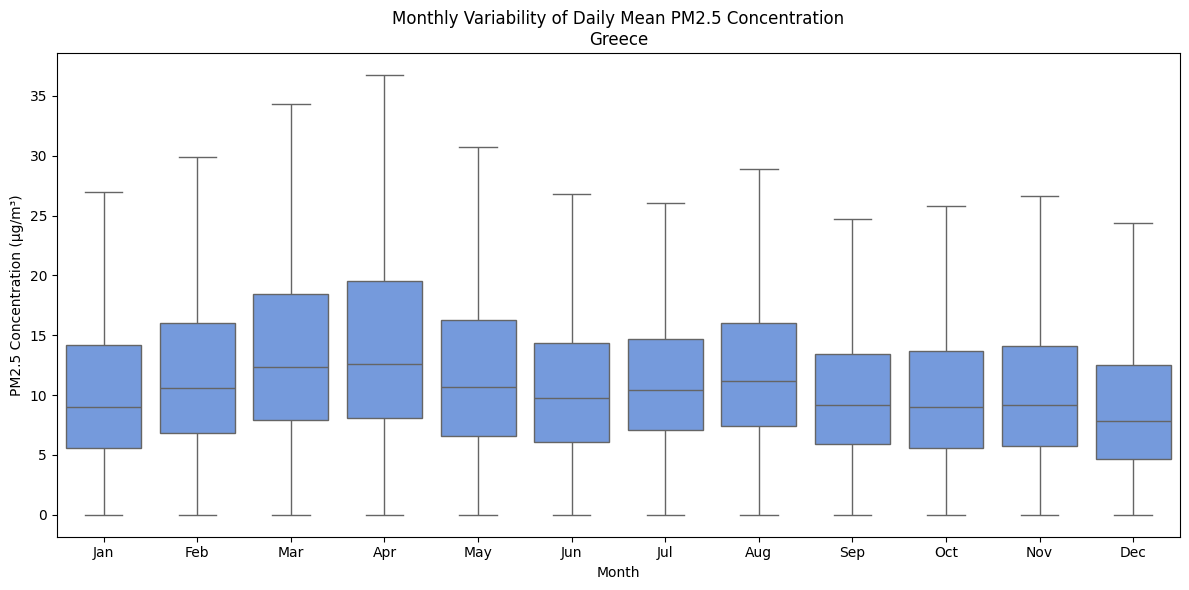 Monthly Variability of Daily Mean PM2.5 Concentration
Greece
PM2.5 Concentration (µg/m³)
35
30
25
20
15
10
5
0
Jan Feb Mar Apr May Jun Jul Aug Sep Oct Nov Dec
Month